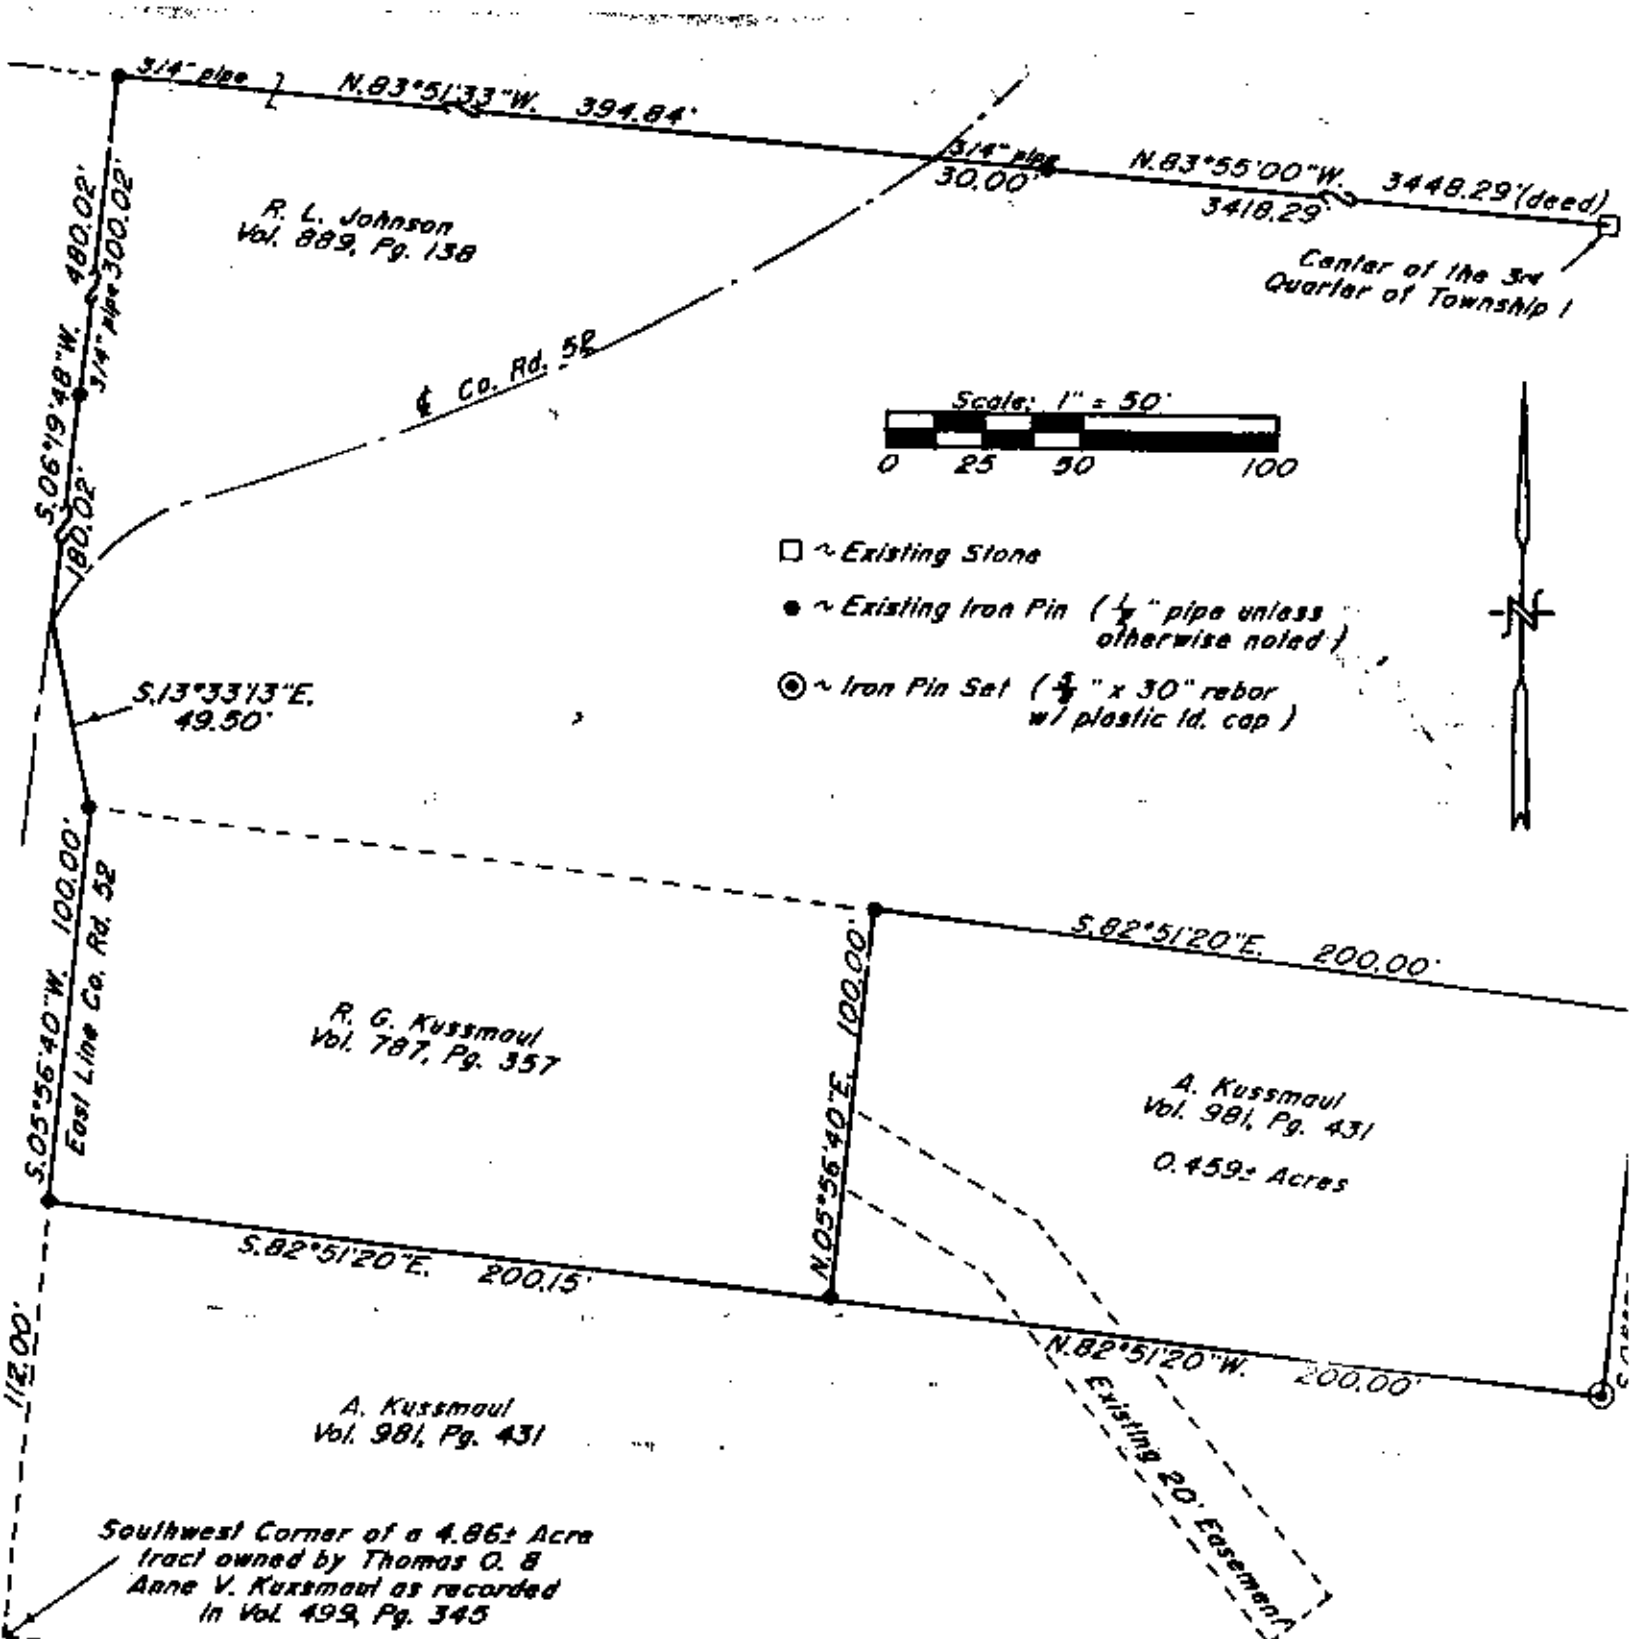 3/4" pipe
N.83°51'33"W. 394.84'
3/4" pipe
30.00'
N.83°55'00"W. 3448.29'(deed)
3418.29'
Center of the 3rd
Quarter of Township 1
R. L. Johnson
Vol. 889, Pg. 138
S.06°19'48"W. 480.02'
3/4" pipe 300.02'
180.02'
℄ Co. Rd. 52
Scale: 1" = 50'
0 25 50 100
□ ~ Existing Stone
● ~ Existing Iron Pin (1/2" pipe unless
otherwise noted)
N
◉ ~ Iron Pin Set (5/8" x 30" rebar
w/ plastic Id. cap)
S.13°33'13"E.
49.50'
S.05°56'40"W. 100.00'
East Line Co. Rd. 52
R. G. Kussmaul
Vol. 787, Pg. 357
N.05°56'40"E. 100.00'
S.82°51'20"E. 200.00'
A. Kussmaul
Vol. 981, Pg. 431
0.459± Acres
S.82°51'20"E. 200.15'
N.82°51'20"W. 200.00'
Existing 20' Easement
112.00'
A. Kussmaul
Vol. 981, Pg. 431
Southwest Corner of a 4.86± Acre
tract owned by Thomas O. &
Anne V. Kussmaul as recorded
in Vol. 499, Pg. 345